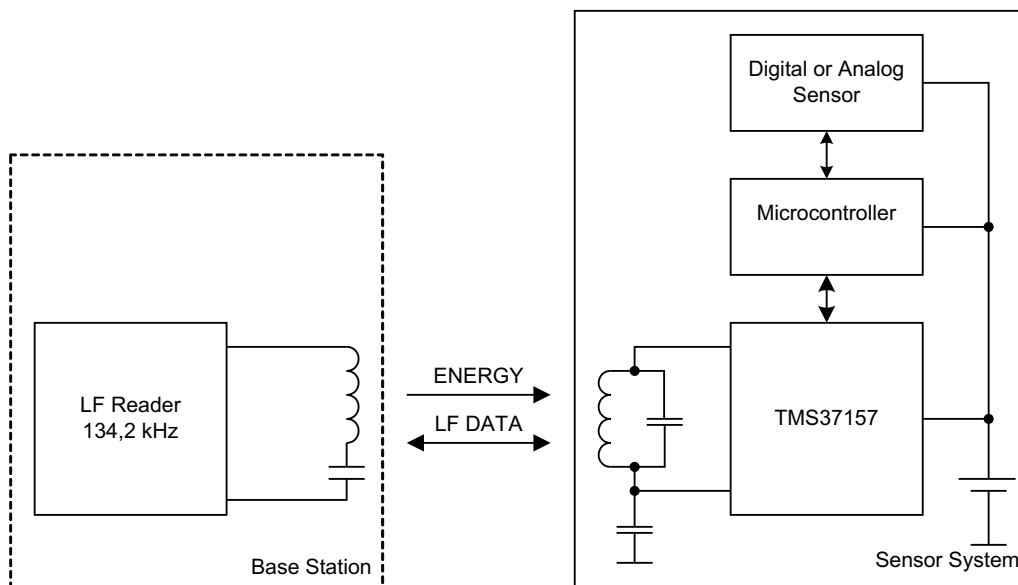 Digital or Analog
Sensor
Microcontroller
LF Reader
134,2 kHz
ENERGY
LF DATA
TMS37157
Base Station
Sensor System